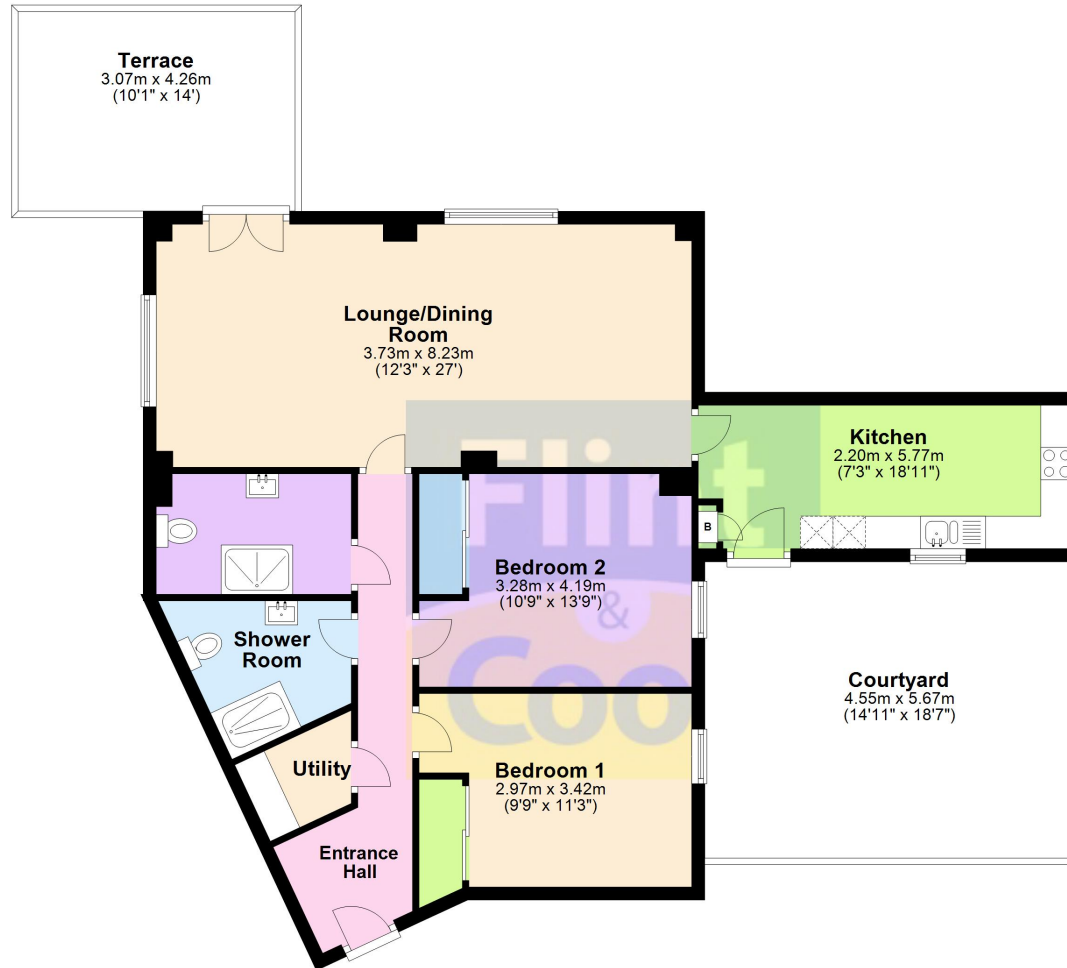 Terrace
3.07m x 4.26m
(10'1" x 14')
Lounge/Dining
Room
3.73m x 8.23m
(12'3" x 27')
Kitchen
2.20m x 5.77m
(7'3" x 18'11")
B
Flint
&
Coo
Bedroom 2
3.28m x 4.19m
(10'9" x 13'9")
Shower
Room
Courtyard
4.55m x 5.67m
(14'11" x 18'7")
Utility
Bedroom 1
2.97m x 3.42m
(9'9" x 11'3")
Entrance
Hall